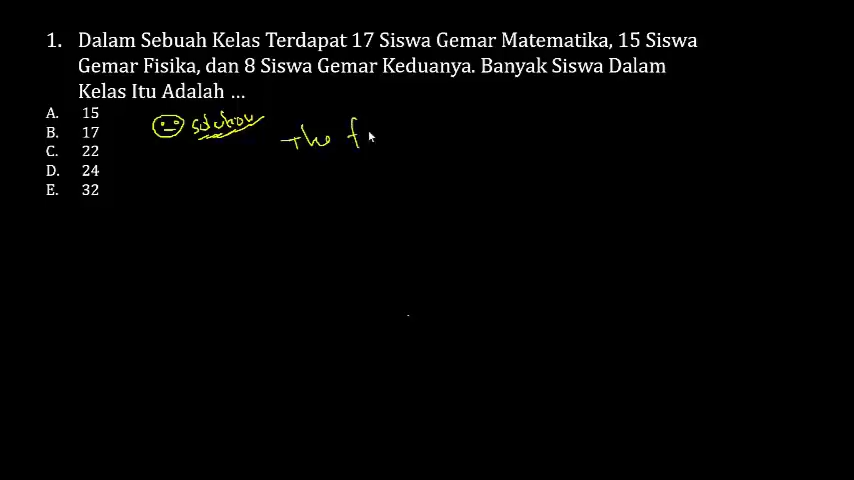 1. Dalam Sebuah Kelas Terdapat 17 Siswa Gemar Matematika, 15 Siswa
Gemar Fisika, dan 8 Siswa Gemar Keduanya. Banyak Siswa Dalam
Kelas Itu Adalah ...
A. 15
B. 17
C. 22
D. 24
E. 32
solution
The f